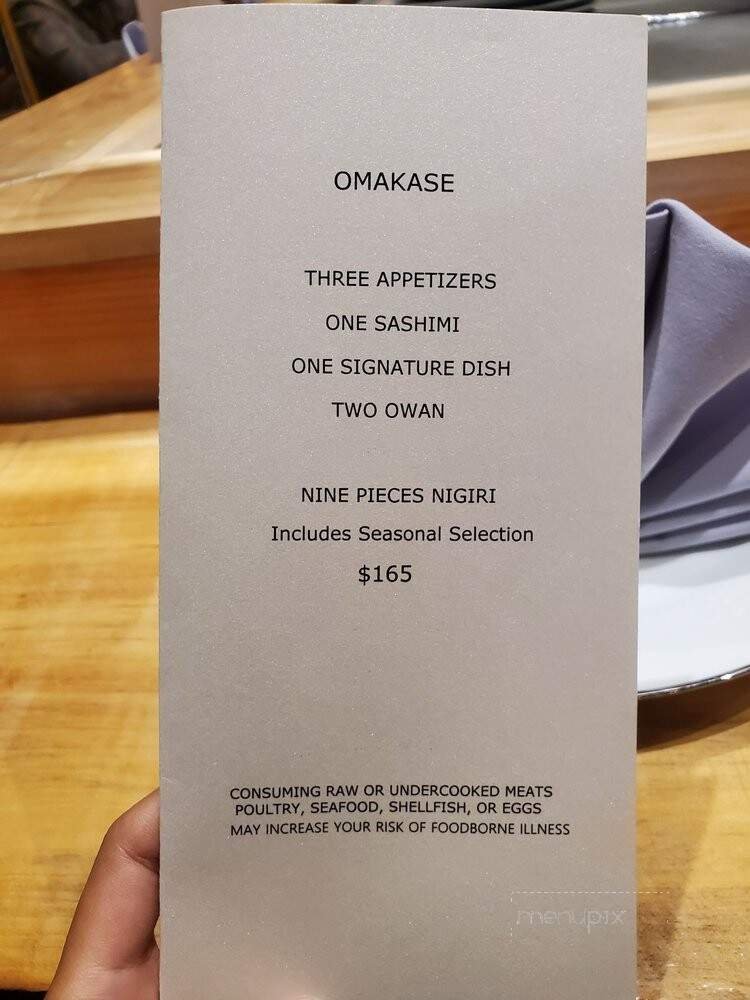 OMAKASE
THREE APPETIZERS
ONE SASHIMI
ONE SIGNATURE DISH
TWO OWAN
NINE PIECES NIGIRI
Includes Seasonal Selection
$165
CONSUMING RAW OR UNDERCOOKED MEATS
POULTRY, SEAFOOD, SHELLFISH, OR EGGS
MAY INCREASE YOUR RISK OF FOODBORNE ILLNESS
menupix